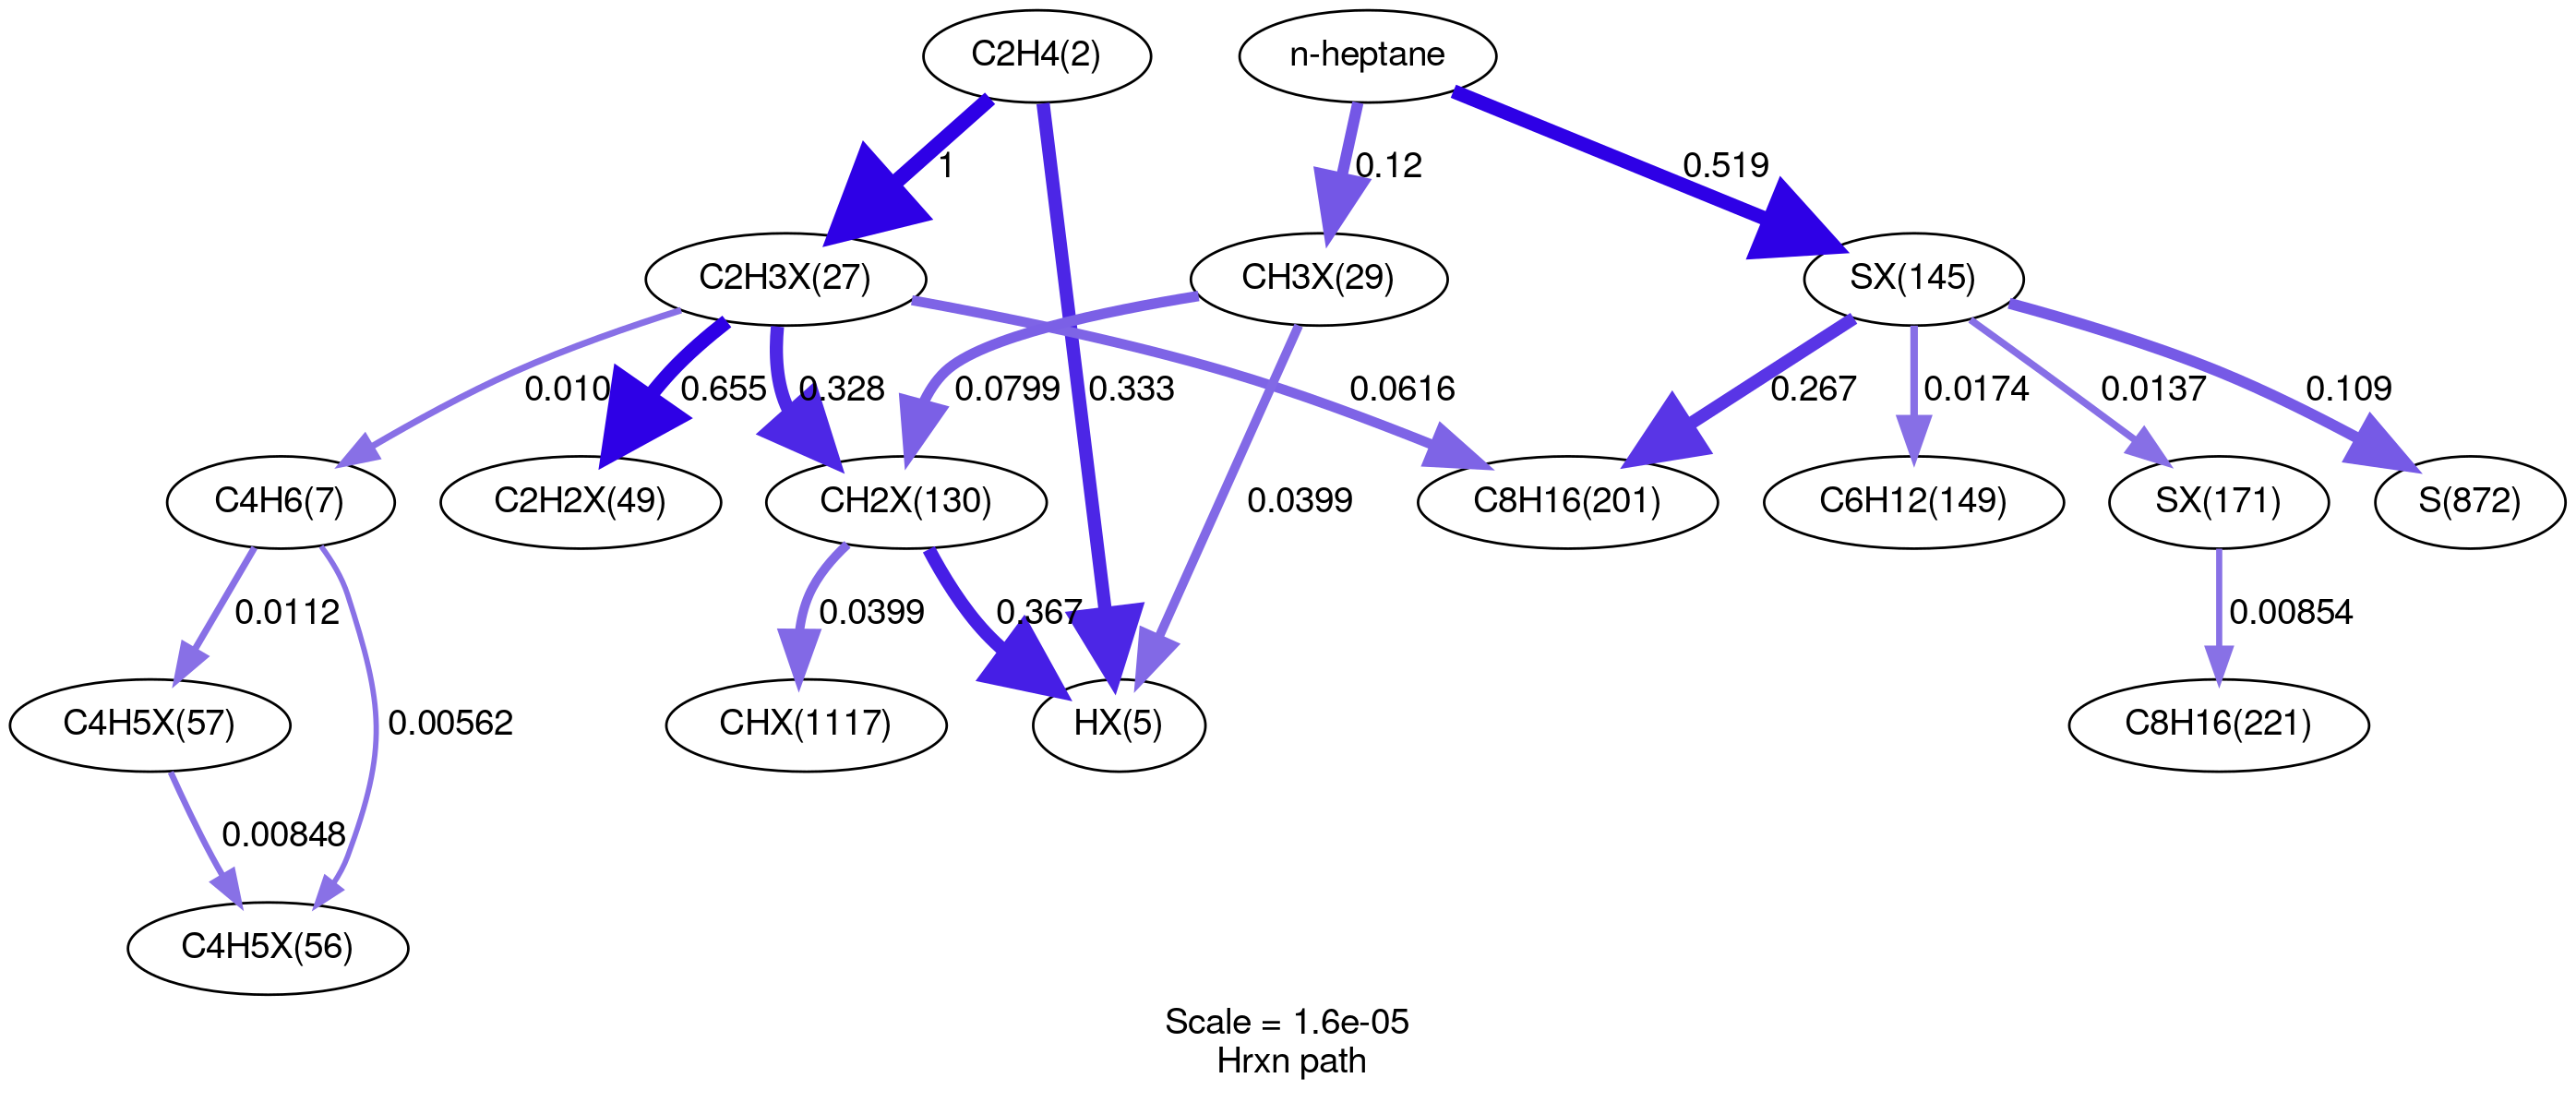 C2H4(2)
n-heptane
1
0.12
0.519
C2H3X(27)
CH3X(29)
SX(145)
0.010
0.655
0.328
0.0799
0.333
0.0616
0.267
0.0174
0.0137
0.109
C4H6(7)
C2H2X(49)
CH2X(130)
0.0399
C8H16(201)
C6H12(149)
SX(171)
S(872)
0.0112
0.0399
0.367
0.00854
C4H5X(57)
0.00562
CHX(1117)
HX(5)
C8H16(221)
0.00848
C4H5X(56)
Scale = 1.6e-05
Hrxn path